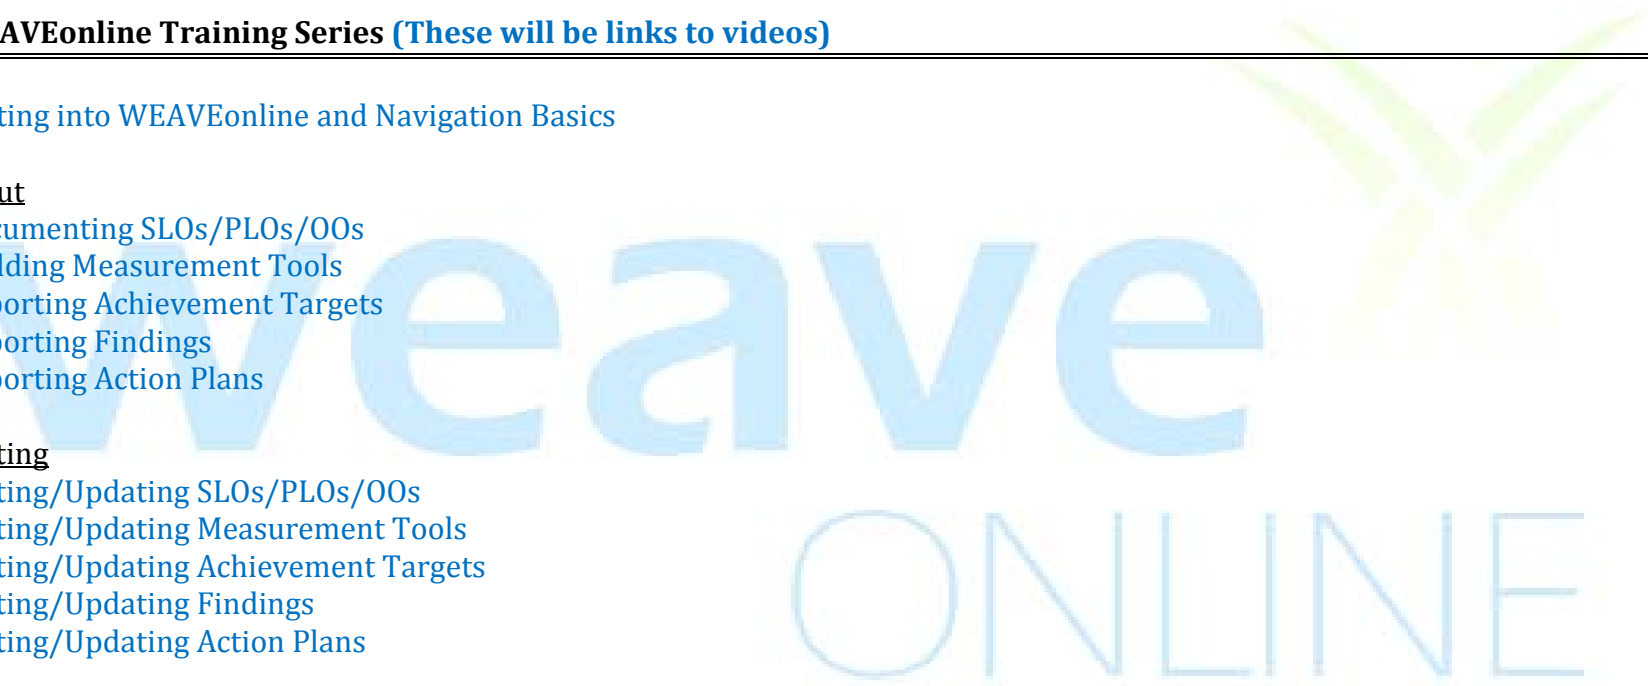 AVEonline Training Series (These will be links to videos)
ting into WEAVEonline and Navigation Basics
ut
cumenting SLOs/PLOs/OOs
lding Measurement Tools
porting Achievement Targets
porting Findings
porting Action Plans
ting
ting/Updating SLOs/PLOs/OOs
ting/Updating Measurement Tools
ting/Updating Achievement Targets
ting/Updating Findings
ting/Updating Action Plans
weave
ONLINE